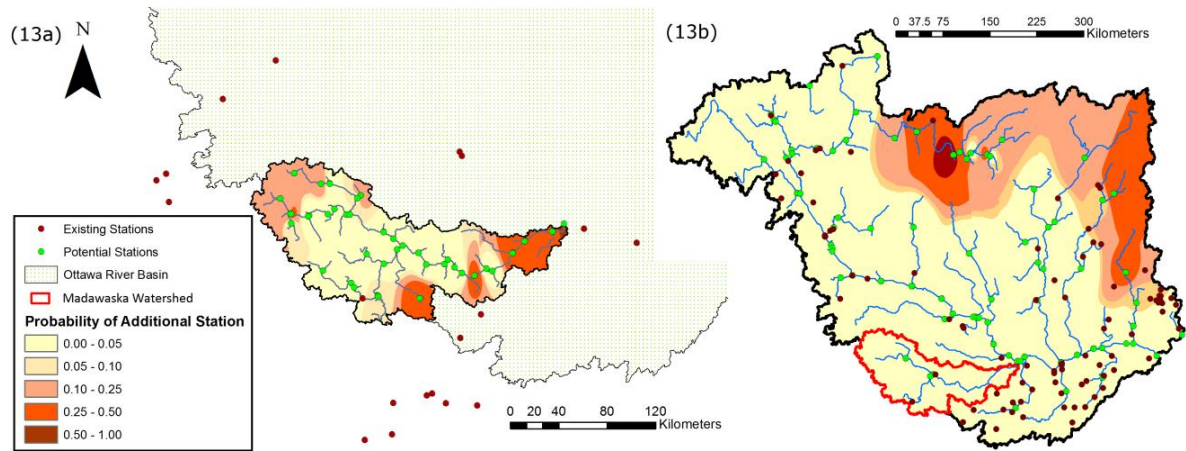 (13a)
N
Existing Stations
Potential Stations
Ottawa River Basin
Madawaska Watershed
Probability of Additional Station
0.00 - 0.05
0.05 - 0.10
0.10 - 0.25
0.25 - 0.50
0.50 - 1.00
0 20 40 60 80 120
Kilometers
(13b)
0 37.5 75 150 225 300
Kilometers